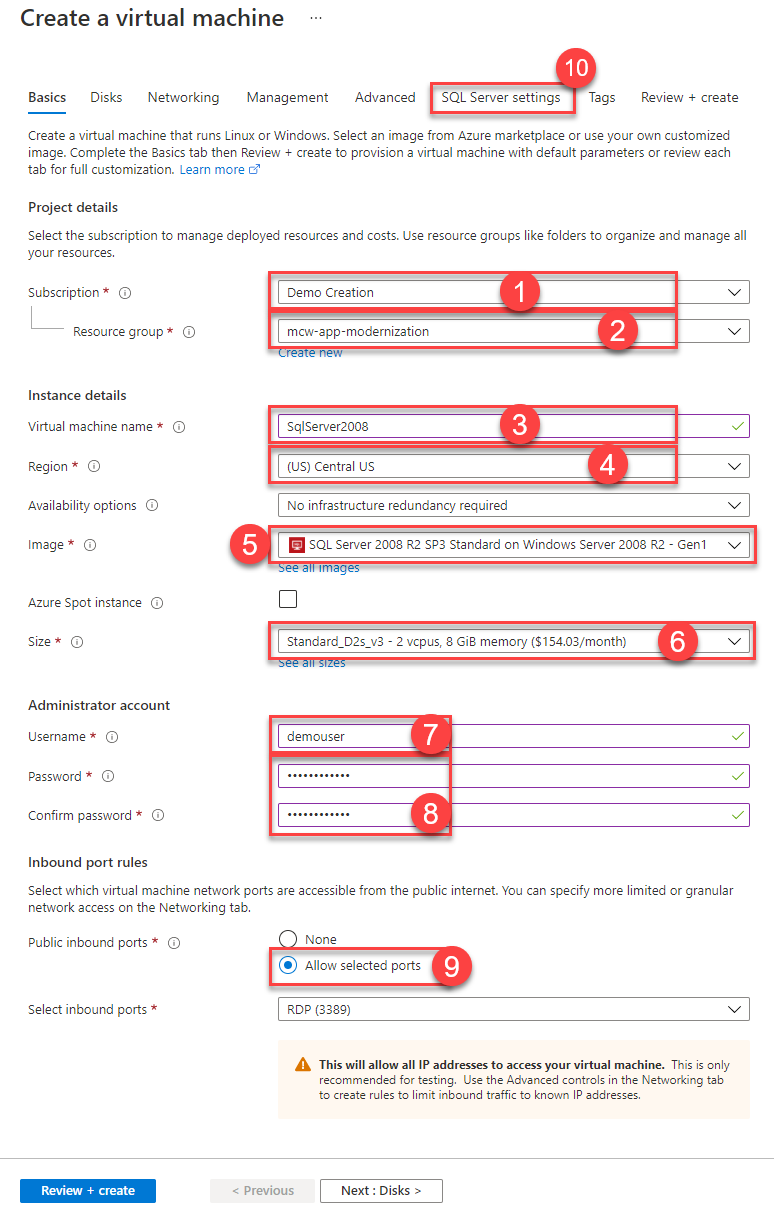 Create a virtual machine ...
10
Basics Disks Networking Management Advanced SQL Server settings Tags Review + create
Create a virtual machine that runs Linux or Windows. Select an image from Azure marketplace or use your own customized
image. Complete the Basics tab then Review + create to provision a virtual machine with default parameters or review each
tab for full customization. Learn more
Project details
Select the subscription to manage deployed resources and costs. Use resource groups like folders to organize and manage all
your resources.
Subscription * Demo Creation 1
Resource group * mcw-app-modernization 2
Create new
Instance details
Virtual machine name * SqlServer2008 3
Region * (US) Central US 4
Availability options No infrastructure redundancy required
Image * 5 SQL Server 2008 R2 SP3 Standard on Windows Server 2008 R2 - Gen1
See all images
Azure Spot instance
Size * Standard_D2s_v3 - 2 vcpus, 8 GiB memory ($154.03/month) 6
See all sizes
Administrator account
Username * demouser 7
Password * ••••••••••••
Confirm password * •••••••••••• 8
Inbound port rules
Select which virtual machine network ports are accessible from the public internet. You can specify more limited or granular
network access on the Networking tab.
Public inbound ports * None
Allow selected ports 9
Select inbound ports * RDP (3389)
This will allow all IP addresses to access your virtual machine. This is only
recommended for testing. Use the Advanced controls in the Networking tab
to create rules to limit inbound traffic to known IP addresses.
Review + create < Previous Next : Disks >